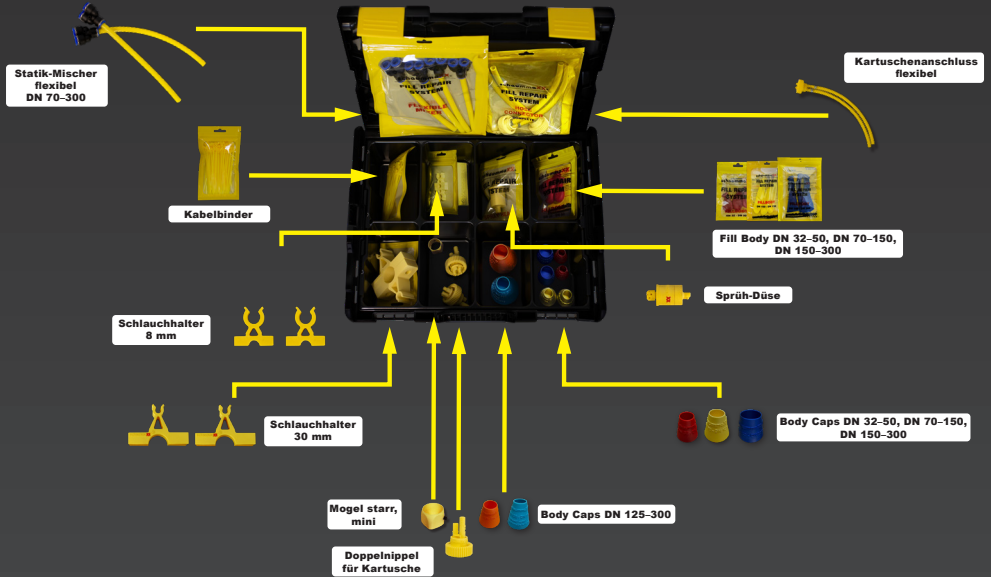 Statik-Mischer
flexibel
DN 70–300
Kartuschenanschluss
flexibel
FILL REPAIR
SYSTEM
FLEXIBLE
MIXER
FILL REPAIR
SYSTEM
HOSE
CONNECTOR
Kabelbinder
Fill Body DN 32–50, DN 70–150,
DN 150–300
Sprüh-Düse
Schlauchhalter
8 mm
Schlauchhalter
30 mm
Body Caps DN 32–50, DN 70–150,
DN 150–300
Mogel starr,
mini
Body Caps DN 125–300
Doppelnippel
für Kartusche